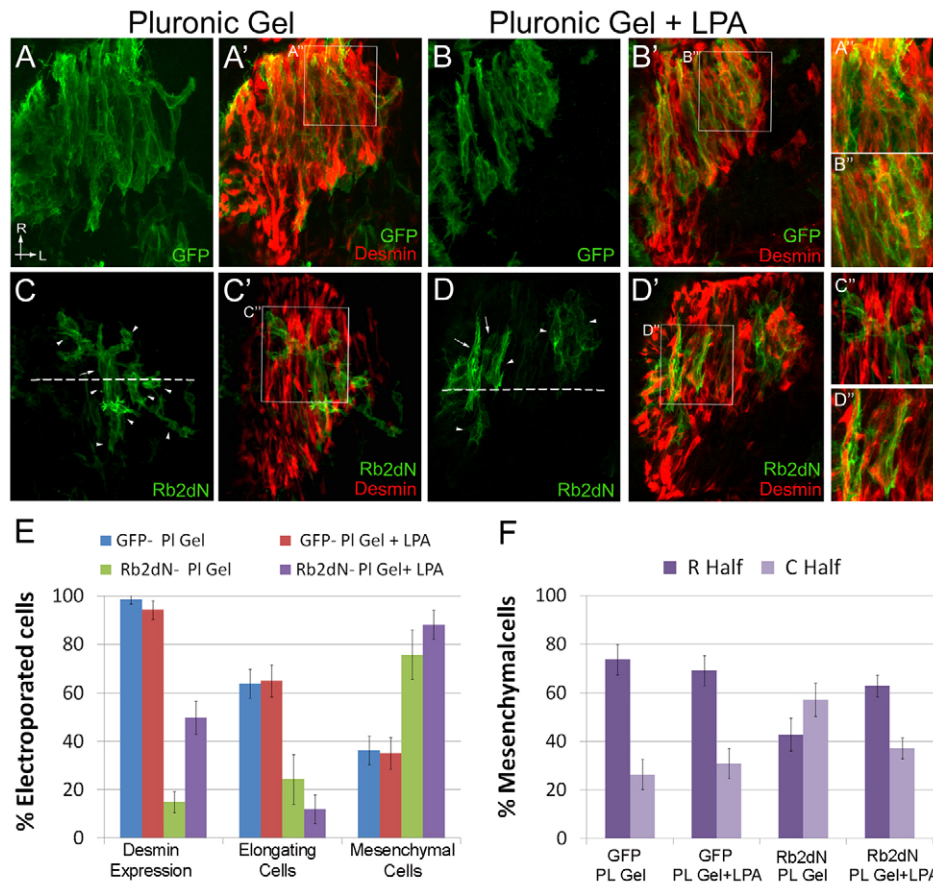 Pluronic Gel
Pluronic Gel + LPA
A
GFP
R
L
A'
A''
GFP
Desmin
B
GFP
B'
B''
GFP
Desmin
A''
B''
C
Rb2dN
C'
C''
Rb2dN
Desmin
D
Rb2dN
D'
D''
Rb2dN
Desmin
C''
D''
E
GFP- Pl Gel
GFP- Pl Gel + LPA
Rb2dN- Pl Gel
Rb2dN- Pl Gel+ LPA
% Electroporated cells
100
80
60
40
20
0
Desmin
Expression
Elongating
Cells
Mesenchymal
Cells
F
R Half
C Half
% Mesenchymalcells
100
80
60
40
20
0
GFP
PL Gel
GFP
PL Gel+LPA
Rb2dN
PL Gel
Rb2dN
PL Gel+LPA